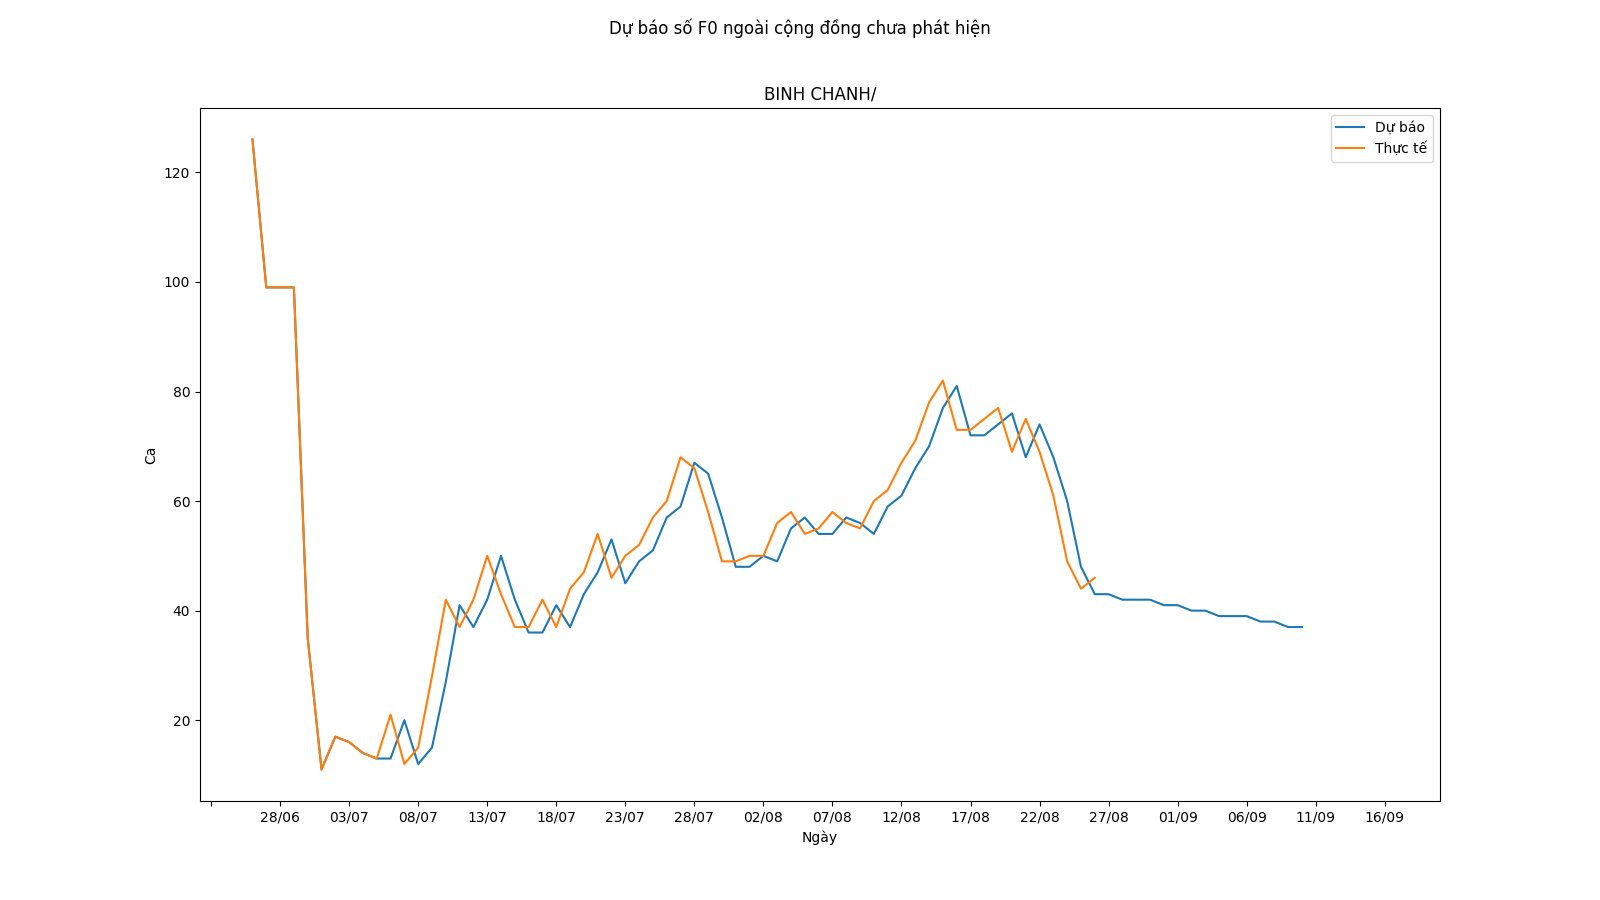 Dự báo số F0 ngoài cộng đồng chưa phát hiện
BINH CHANH/
Dự báo
Thực tế
120
100
80
60
40
20
Ca
28/06 03/07 08/07 13/07 18/07 23/07 28/07 02/08 07/08 12/08 17/08 22/08 27/08 01/09 06/09 11/09 16/09
Ngày